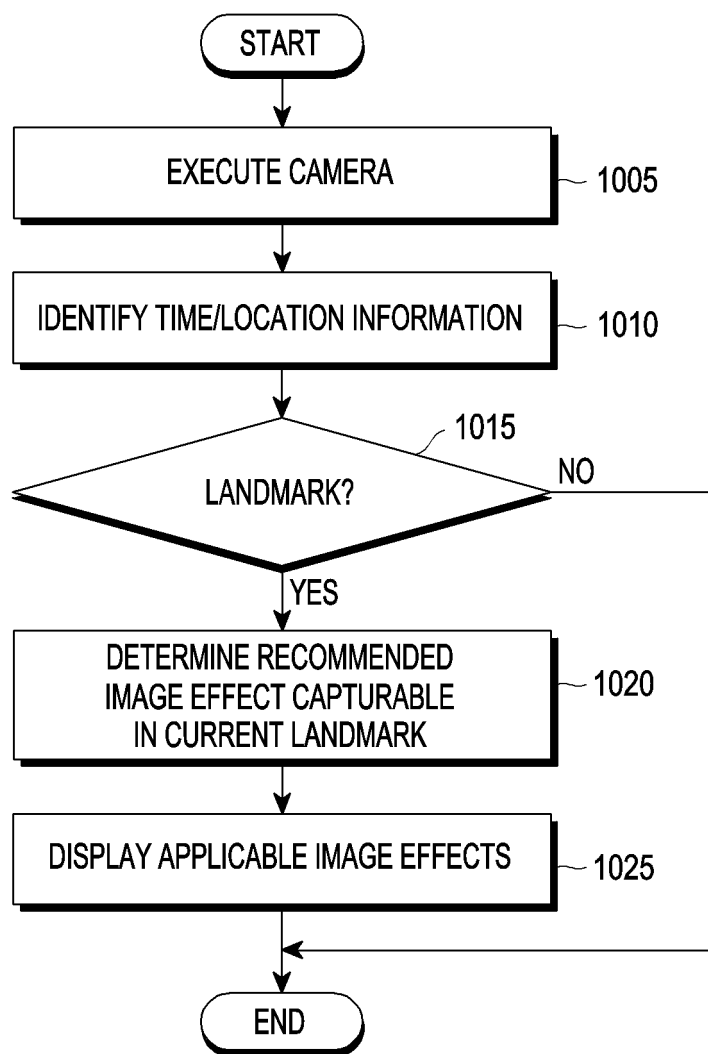 START
EXECUTE CAMERA
1005
IDENTIFY TIME/LOCATION INFORMATION
1010
1015
LANDMARK?
NO
YES
DETERMINE RECOMMENDED
IMAGE EFFECT CAPTURABLE
IN CURRENT LANDMARK
1020
DISPLAY APPLICABLE IMAGE EFFECTS
1025
END